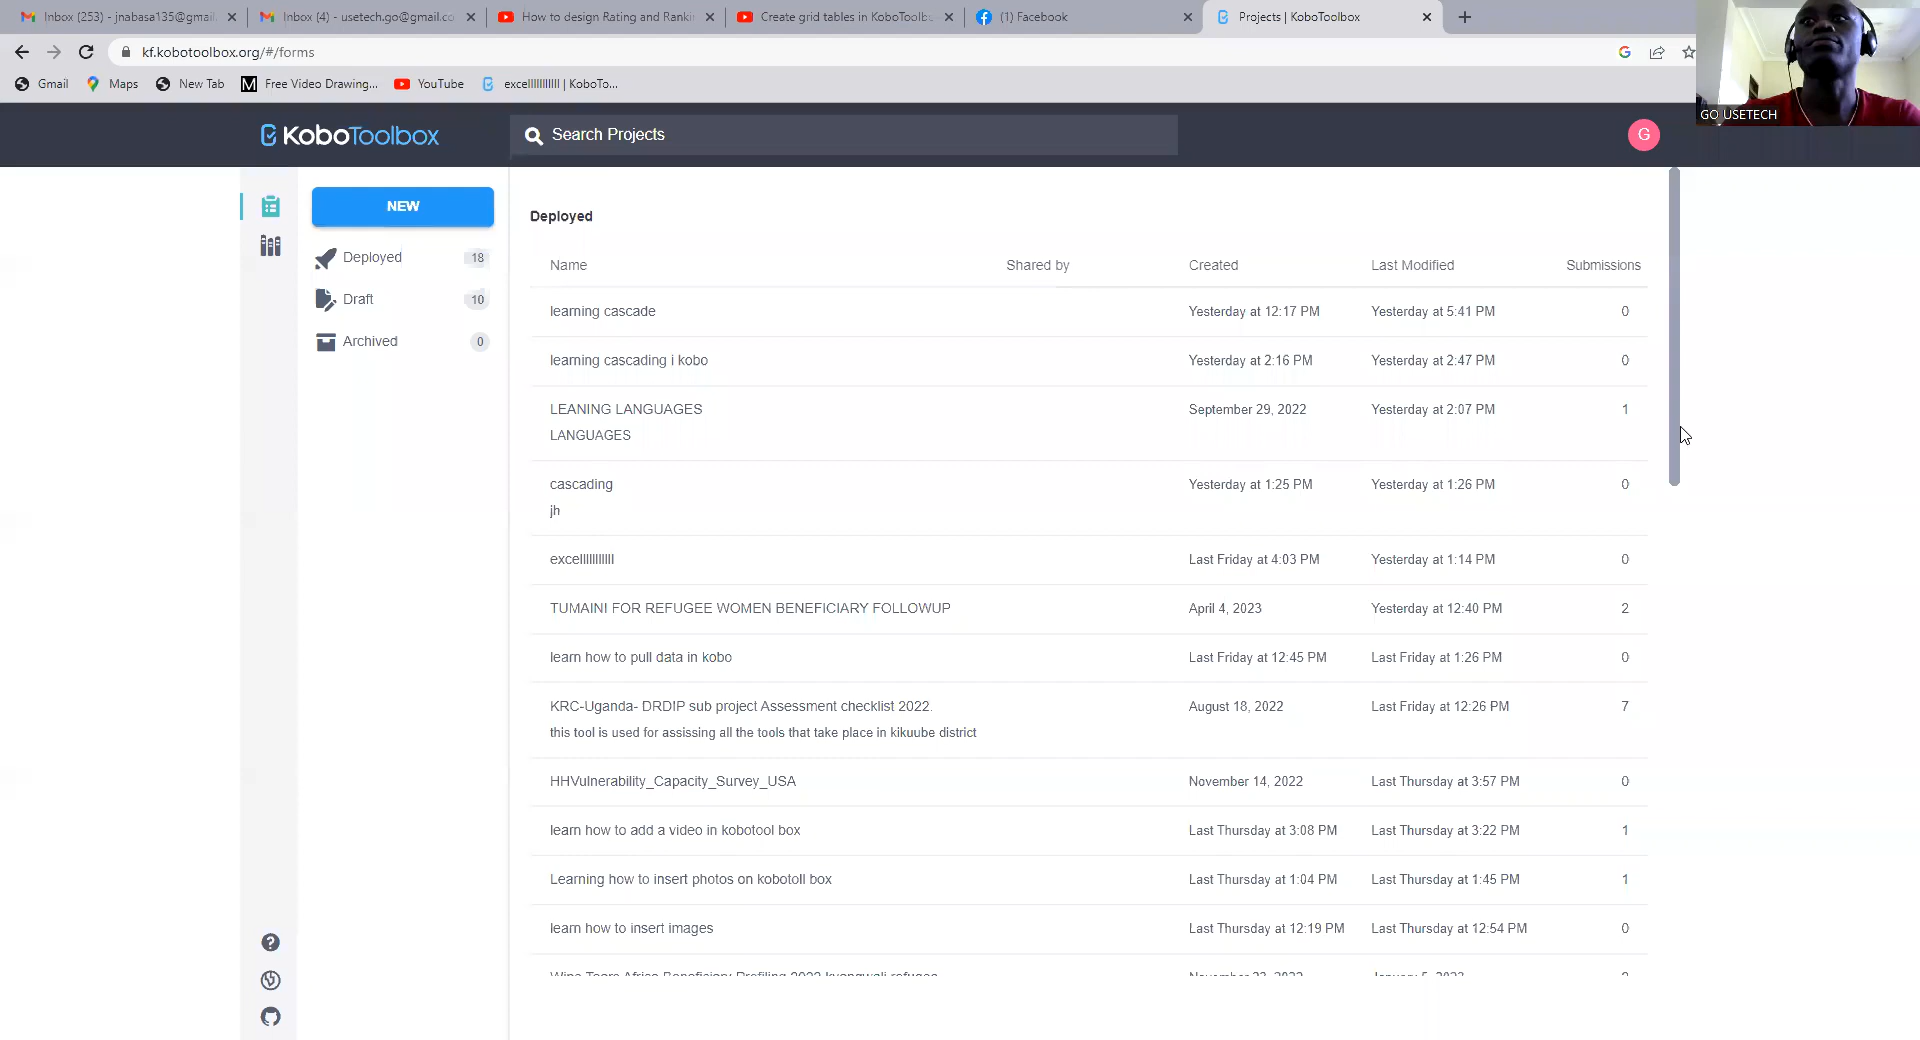 Inbox (253) - jnabasa135@gmail.
Inbox (4) - usetech.go@gmail.co
How to design Rating and Ranki
Create grid tables in KoboToolb
(1) Facebook
Projects | KoboToolbox
kf.kobotoolbox.org/#/forms
Gmail
Maps
New Tab
Free Video Drawing...
YouTube
excelllllllllll | KoboTo...
GO USETECH
KoboToolbox
Search Projects
G
NEW
Deployed 18
Draft 10
Archived 0
Deployed
Name Shared by Created Last Modified Submissions
learning cascade Yesterday at 12:17 PM Yesterday at 5:41 PM 0
learning cascading i kobo Yesterday at 2:16 PM Yesterday at 2:47 PM 0
LEANING LANGUAGES September 29, 2022 Yesterday at 2:07 PM 1
LANGUAGES
cascading Yesterday at 1:25 PM Yesterday at 1:26 PM 0
jh
excelllllllllll Last Friday at 4:03 PM Yesterday at 1:14 PM 0
TUMAINI FOR REFUGEE WOMEN BENEFICIARY FOLLOWUP April 4, 2023 Yesterday at 12:40 PM 2
learn how to pull data in kobo Last Friday at 12:45 PM Last Friday at 1:26 PM 0
KRC-Uganda- DRDIP sub project Assessment checklist 2022. August 18, 2022 Last Friday at 12:26 PM 7
this tool is used for assissing all the tools that take place in kikuube district
HHVulnerability_Capacity_Survey_USA November 14, 2022 Last Thursday at 3:57 PM 0
learn how to add a video in kobotool box Last Thursday at 3:08 PM Last Thursday at 3:22 PM 1
Learning how to insert photos on kobotoll box Last Thursday at 1:04 PM Last Thursday at 1:45 PM 1
learn how to insert images Last Thursday at 12:19 PM Last Thursday at 12:54 PM 0
Africa Beneficiary Profiling 2022 kyangwali refugee